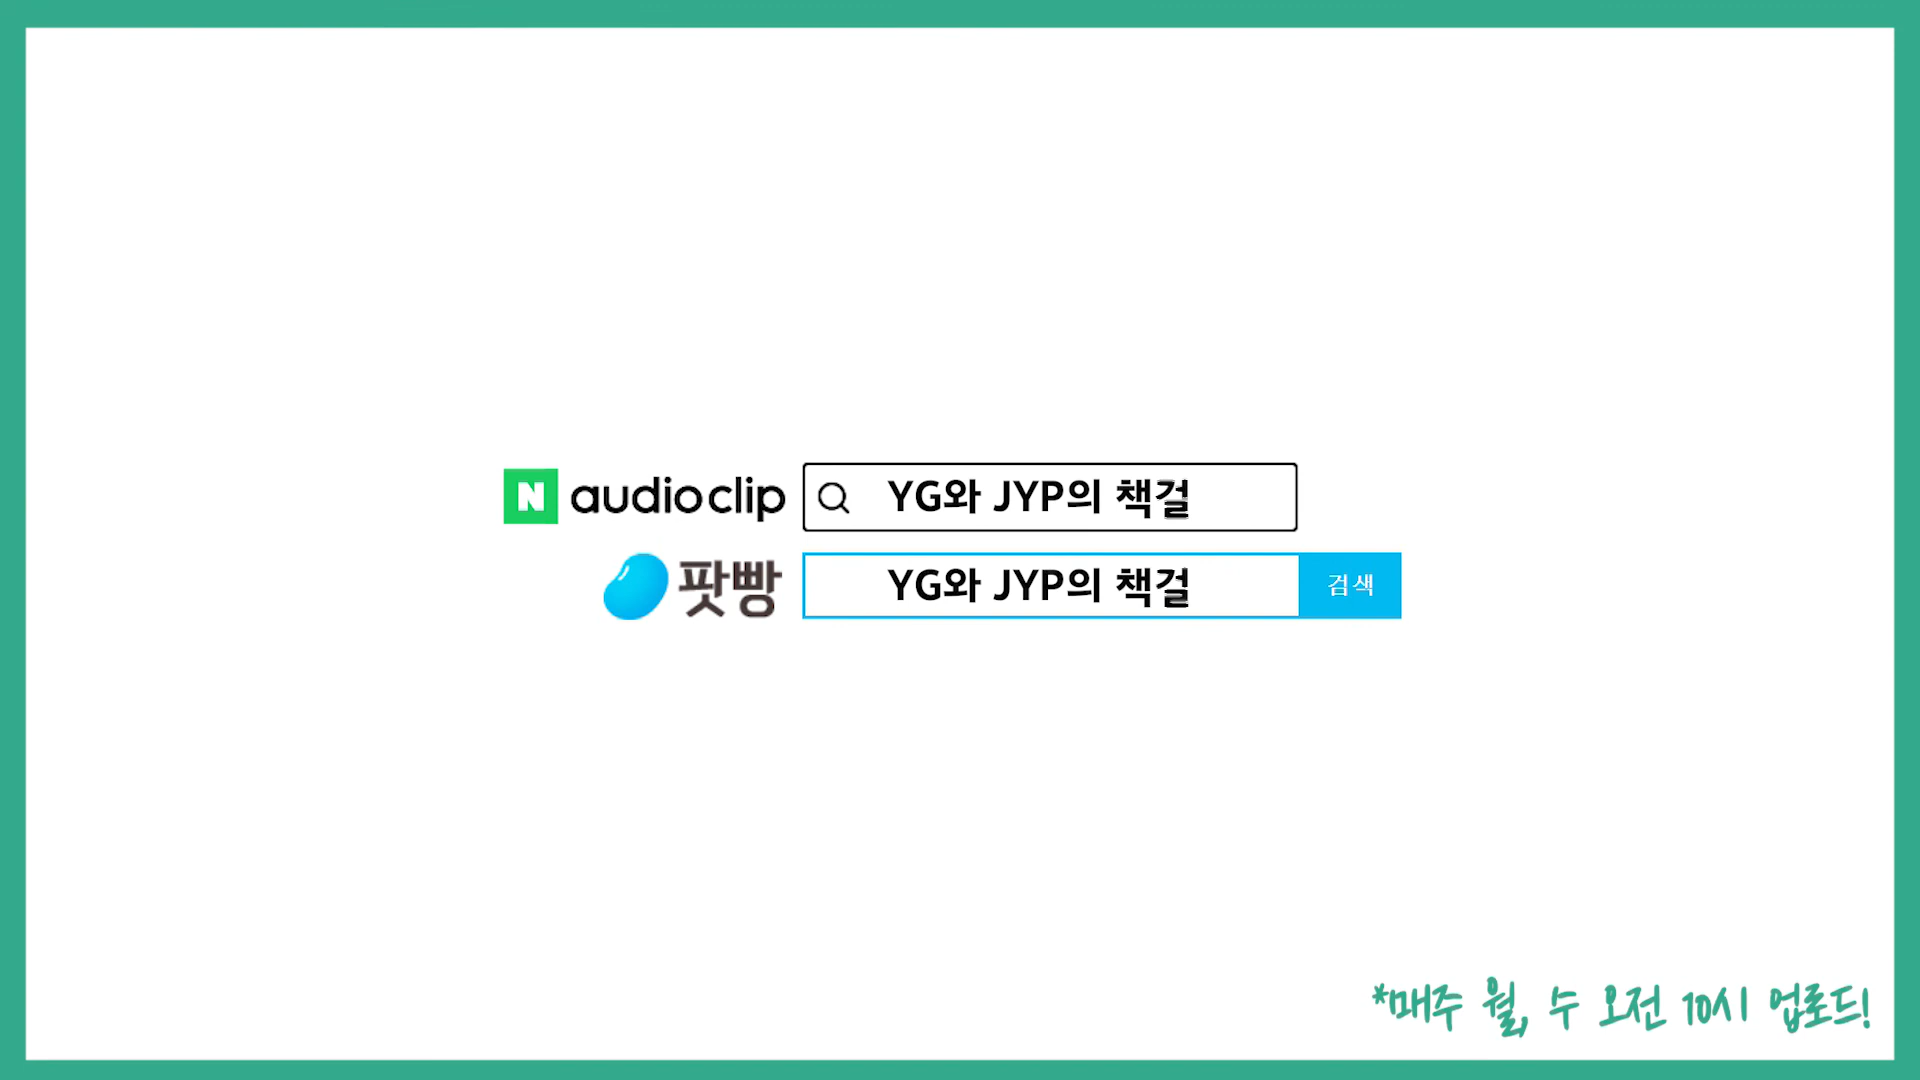 N audioclip YG와 JYP의 책걸
팟빵 YG와 JYP의 책걸 검색
*매주 월, 수 오전 10시 업로드!